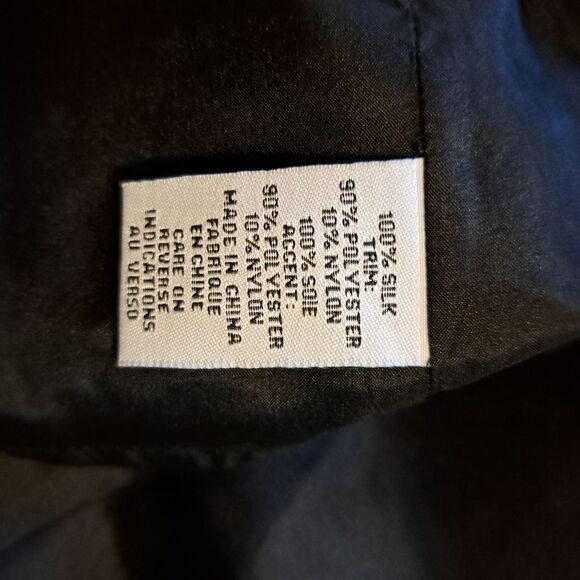 100% SILK
TRIM:
90% POLYESTER
10% NYLON
100% SOIE
ACCENT:
90% POLYESTER
10% NYLON
MADE IN CHINA
FABRIQUE
EN CHINE
CARE ON
REVERSE
INDICATIONS
AU VERSO